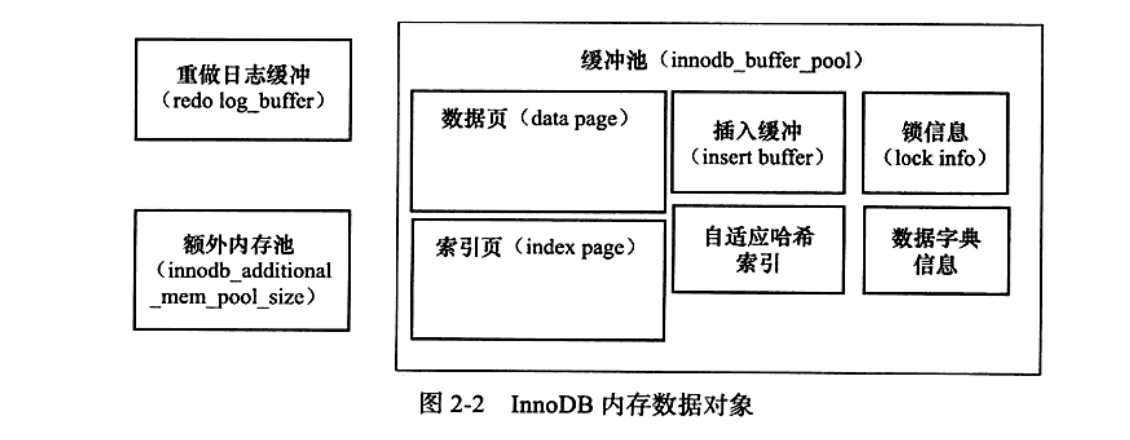 重做日志缓冲
（redo log_buffer）
额外内存池
（innodb_additional
_mem_pool_size）
缓冲池（innodb_buffer_pool）
数据页（data page）
插入缓冲
（insert buffer）
锁信息
（lock info）
索引页（index page）
自适应哈希
索引
数据字典
信息
图 2-2 InnoDB 内存数据对象